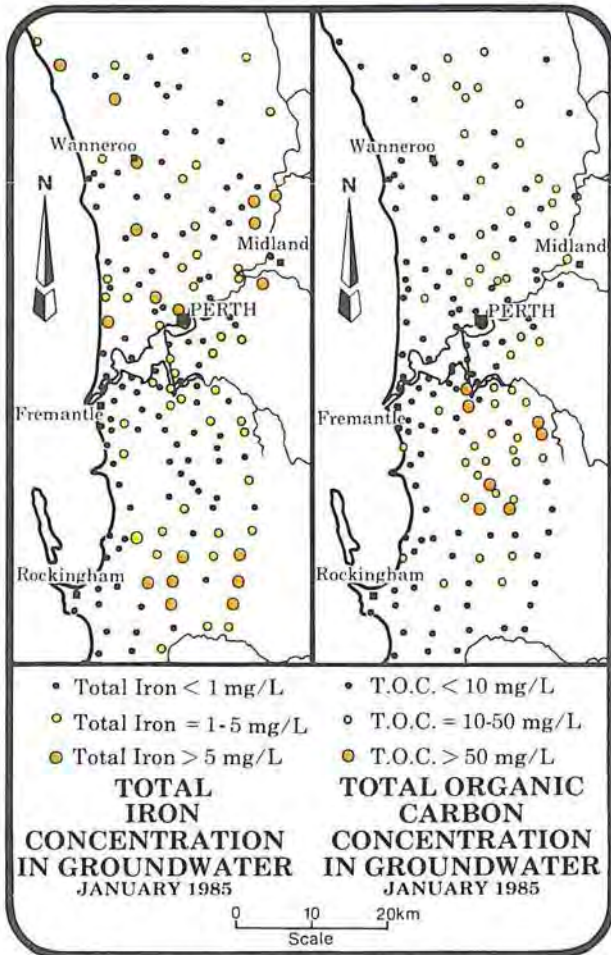 Wanneroo
N
Midland
PERTH
Fremantle
Rockingham
Total Iron < 1 mg/L
Total Iron = 1-5 mg/L
Total Iron > 5 mg/L
TOTAL
IRON
CONCENTRATION
IN GROUNDWATER
JANUARY 1985
Wanneroo
N
Midland
PERTH
Fremantle
Rockingham
T.O.C. < 10 mg/L
T.O.C. = 10-50 mg/L
T.O.C. > 50 mg/L
TOTAL ORGANIC
CARBON
CONCENTRATION
IN GROUNDWATER
JANUARY 1985
0 10 20km
Scale